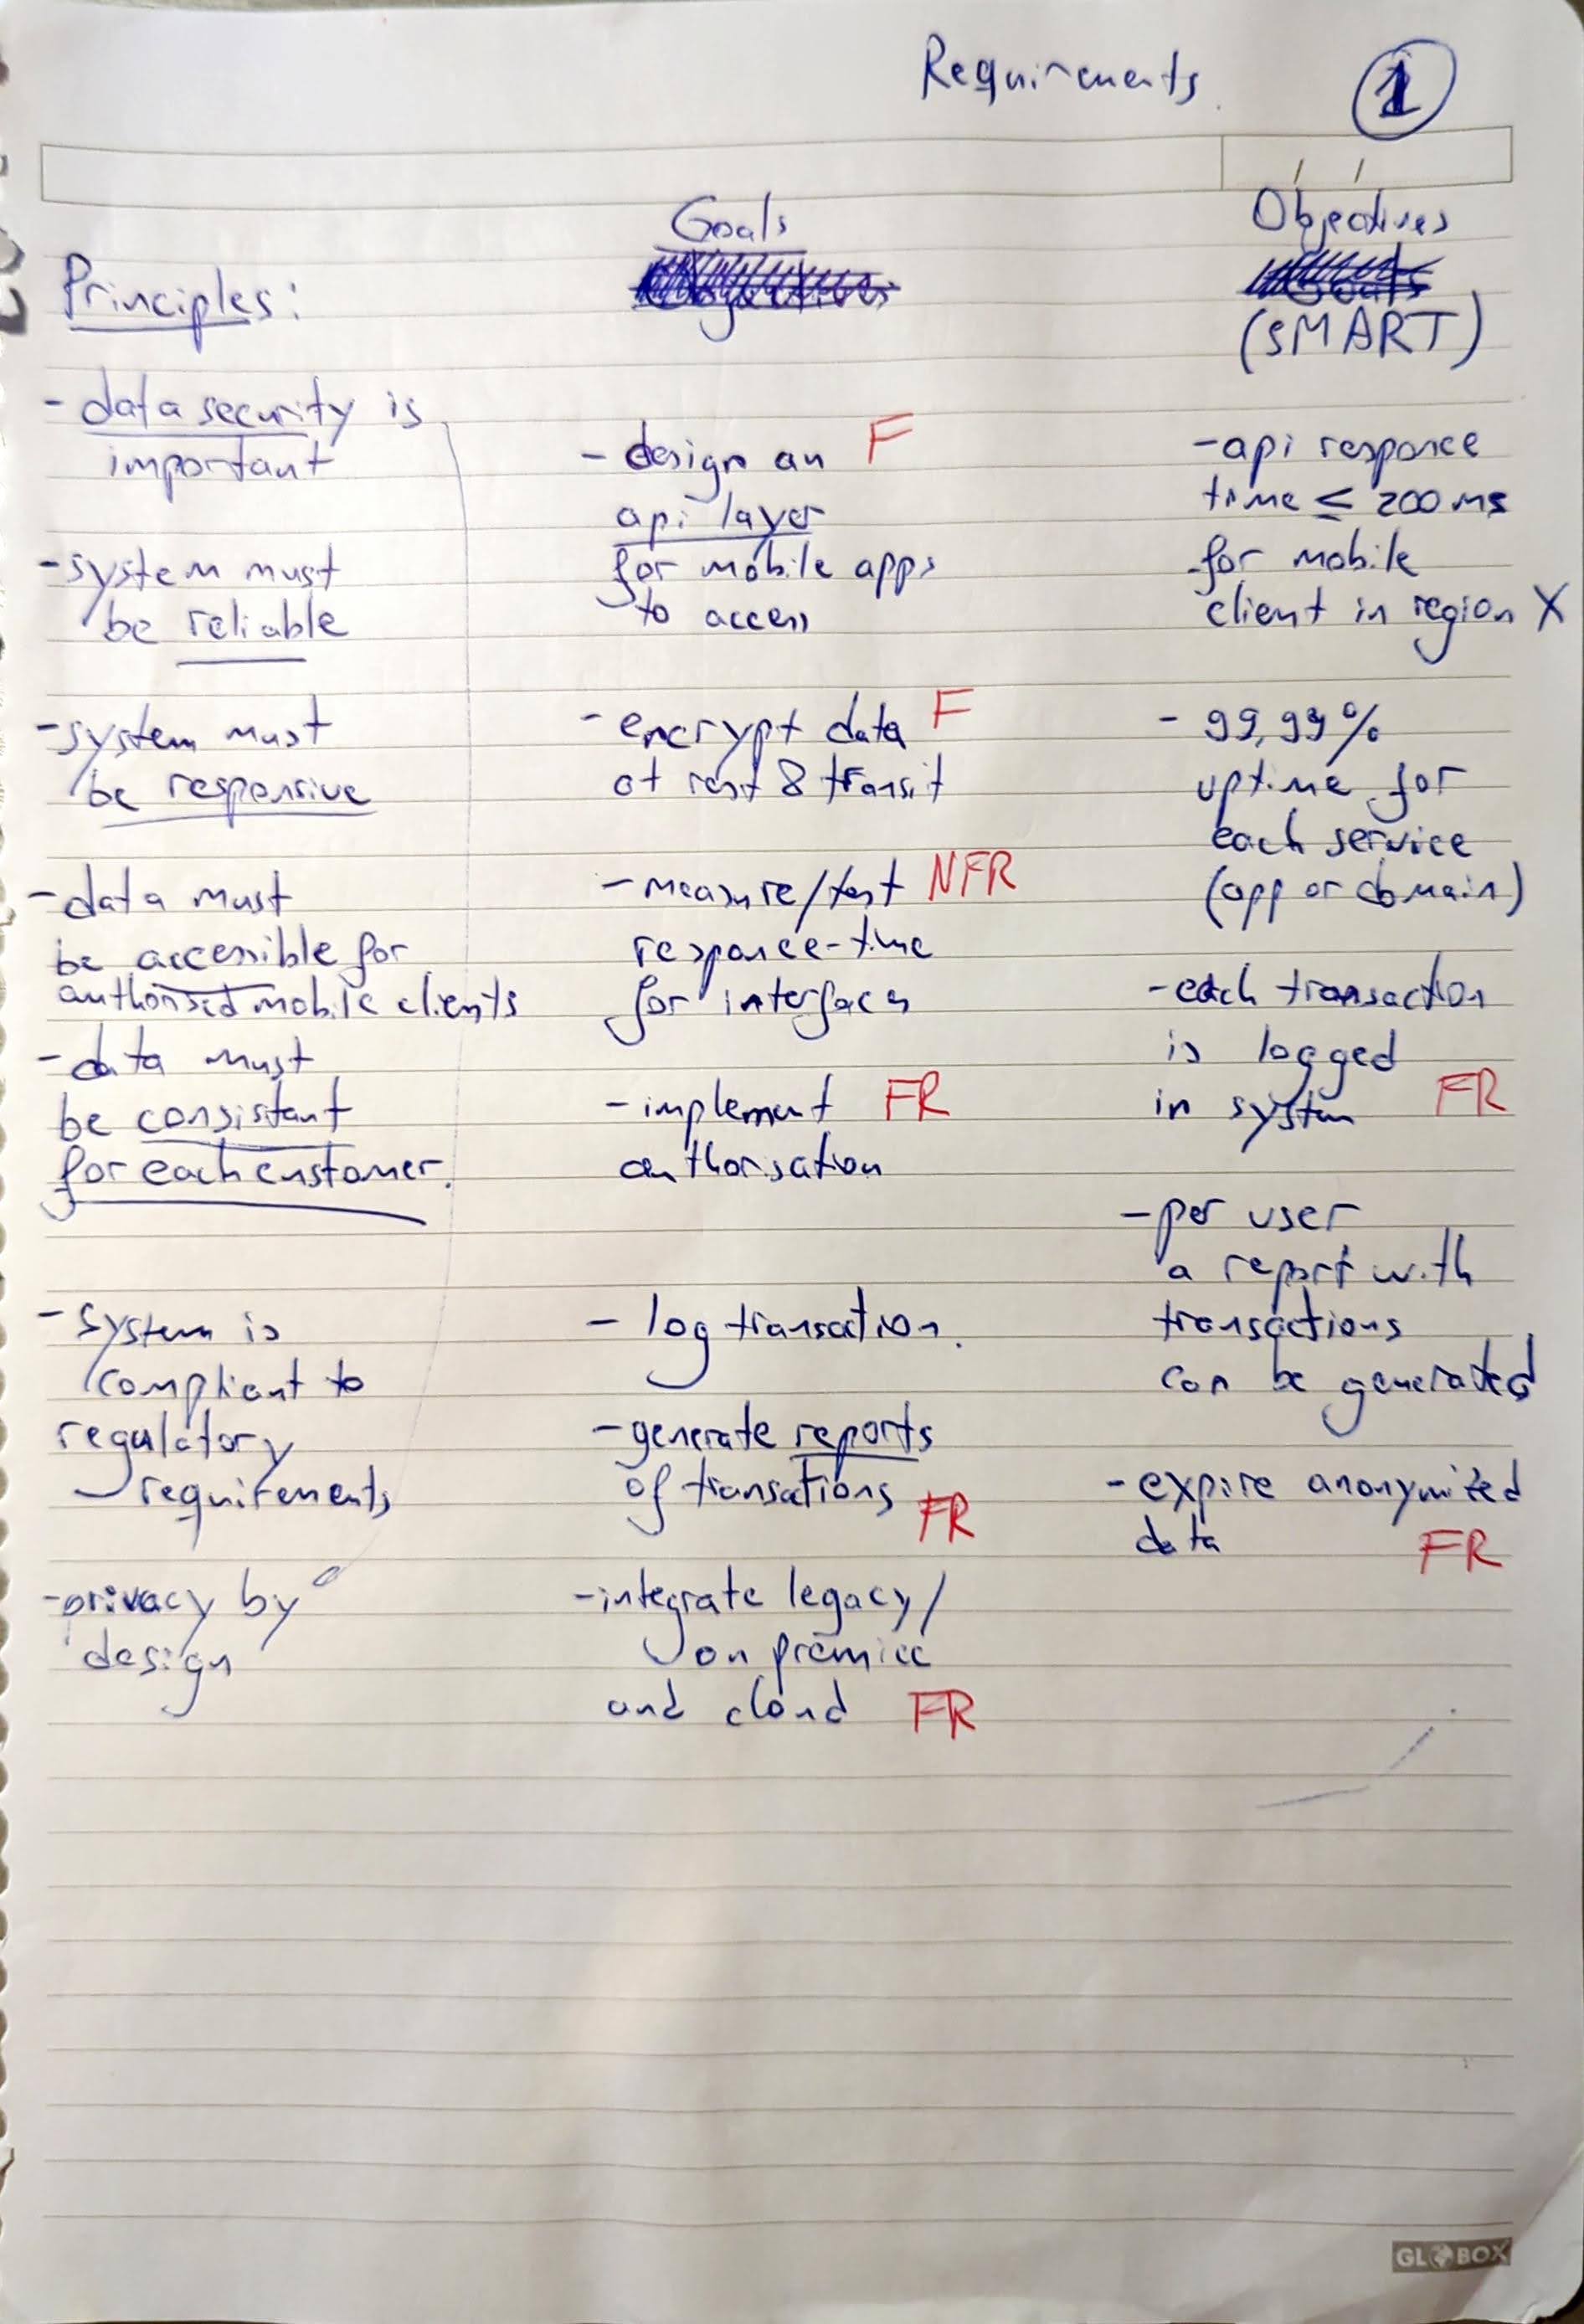 Requirements
1
Principles:
- data security is
important
- system must
be reliable
- system must
be responsive
- data must
be accessible for
authorised mobile clients
- data must
be consistant
for each customer.
- system is
compliant to
regulatory
requirements
- privacy by
design
Goals
- design an F
api layer
for mobile apps
to access
- encrypt data F
at rest & transit
- measure/test NFR
responce-time
for interfaces
- implement FR
authorisation
- log transaction.
- generate reports
of transations FR
- integrate legacy/
on premice
and cloud FR
Objectives
(SMART)
- api responce
time ≤ 200 ms
for mobile
client in region X
- 99,99%
uptime for
each service
(app or domain)
- each transaction
is logged
in system FR
- per user
a report with
transactions
can be generated
- expire anonymized
data FR
GLOBOX